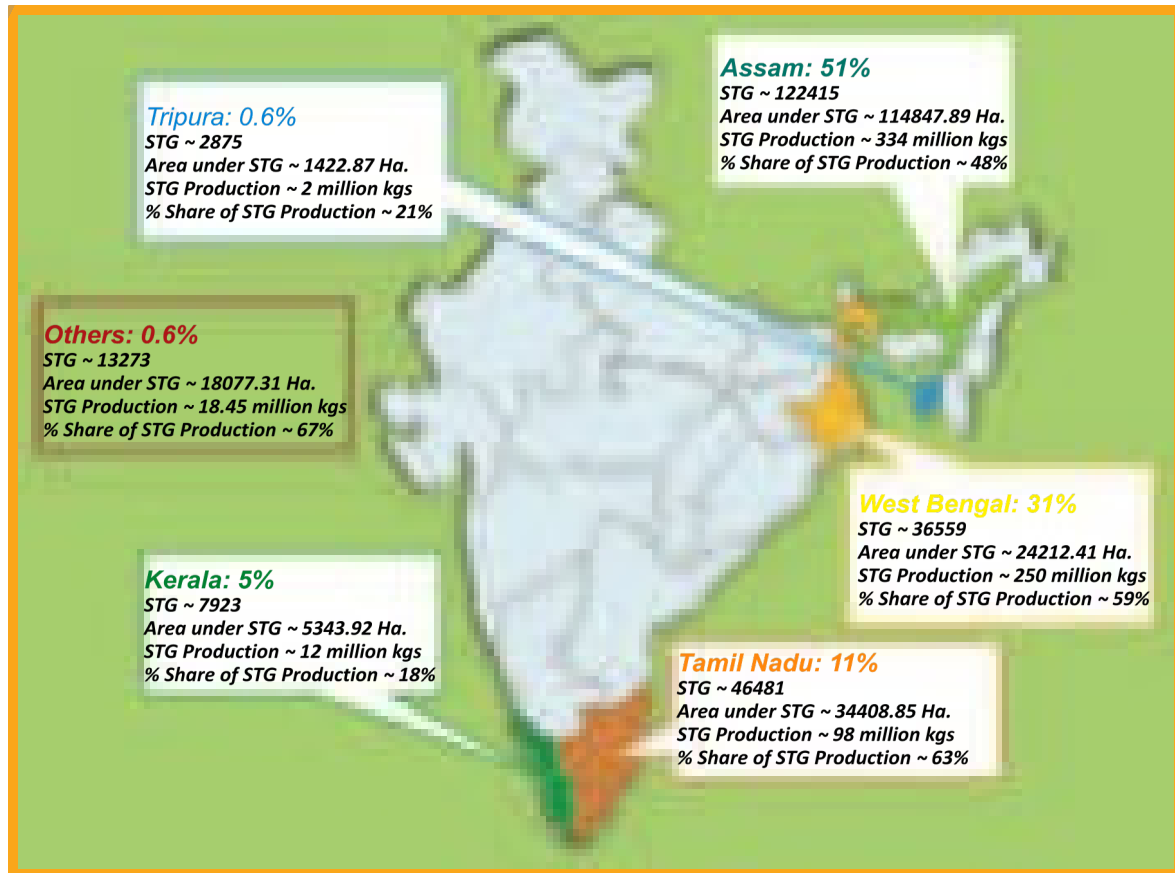 Assam: 51%
STG ~ 122415
Area under STG ~ 114847.89 Ha.
STG Production ~ 334 million kgs
% Share of STG Production ~ 48%
Tripura: 0.6%
STG ~ 2875
Area under STG ~ 1422.87 Ha.
STG Production ~ 2 million kgs
% Share of STG Production ~ 21%
Others: 0.6%
STG ~ 13273
Area under STG ~ 18077.31 Ha.
STG Production ~ 18.45 million kgs
% Share of STG Production ~ 67%
West Bengal: 31%
STG ~ 36559
Area under STG ~ 24212.41 Ha.
STG Production ~ 250 million kgs
% Share of STG Production ~ 59%
Kerala: 5%
STG ~ 7923
Area under STG ~ 5343.92 Ha.
STG Production ~ 12 million kgs
% Share of STG Production ~ 18%
Tamil Nadu: 11%
STG ~ 46481
Area under STG ~ 34408.85 Ha.
STG Production ~ 98 million kgs
% Share of STG Production ~ 63%